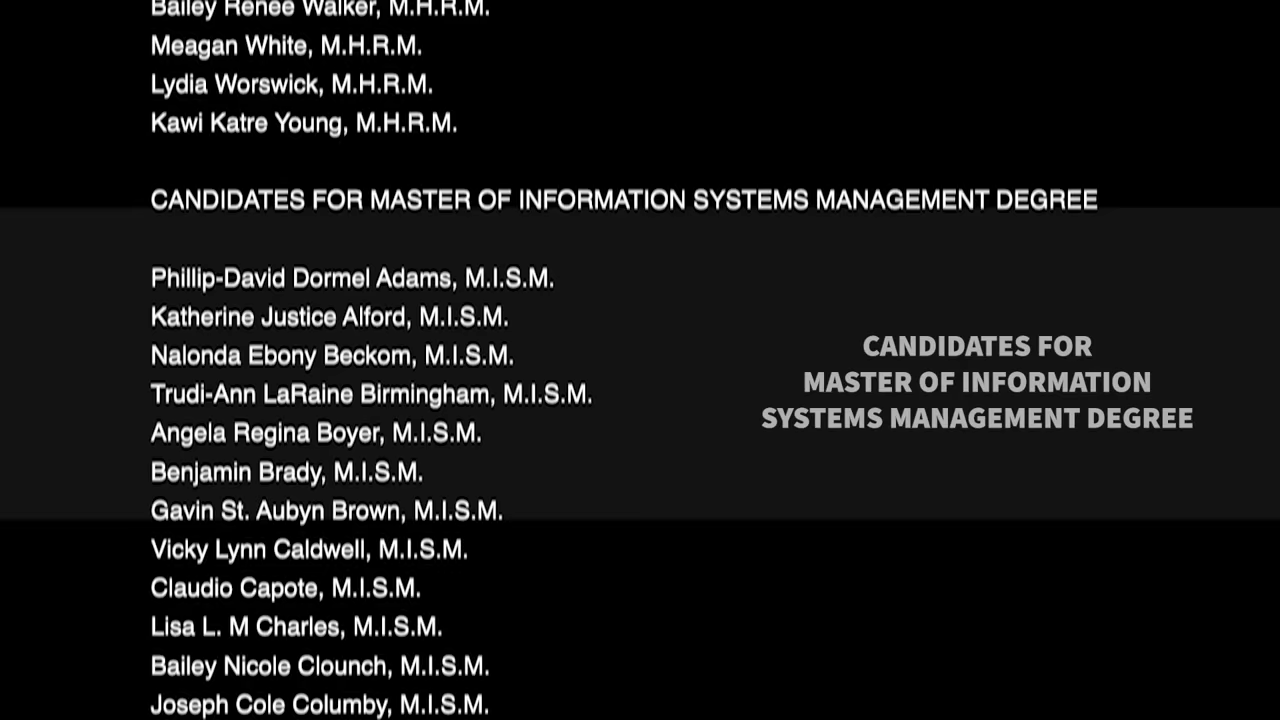 Bailey Renee Walker, M.H.R.M.
Meagan White, M.H.R.M.
Lydia Worswick, M.H.R.M.
Kawi Katre Young, M.H.R.M.
CANDIDATES FOR MASTER OF INFORMATION SYSTEMS MANAGEMENT DEGREE
Phillip-David Dormel Adams, M.I.S.M.
Katherine Justice Alford, M.I.S.M.
Nalonda Ebony Beckom, M.I.S.M.
Trudi-Ann LaRaine Birmingham, M.I.S.M.
Angela Regina Boyer, M.I.S.M.
Benjamin Brady, M.I.S.M.
Gavin St. Aubyn Brown, M.I.S.M.
Vicky Lynn Caldwell, M.I.S.M.
Claudio Capote, M.I.S.M.
Lisa L. M Charles, M.I.S.M.
Bailey Nicole Clounch, M.I.S.M.
Joseph Cole Columby, M.I.S.M.
CANDIDATES FOR
MASTER OF INFORMATION
SYSTEMS MANAGEMENT DEGREE